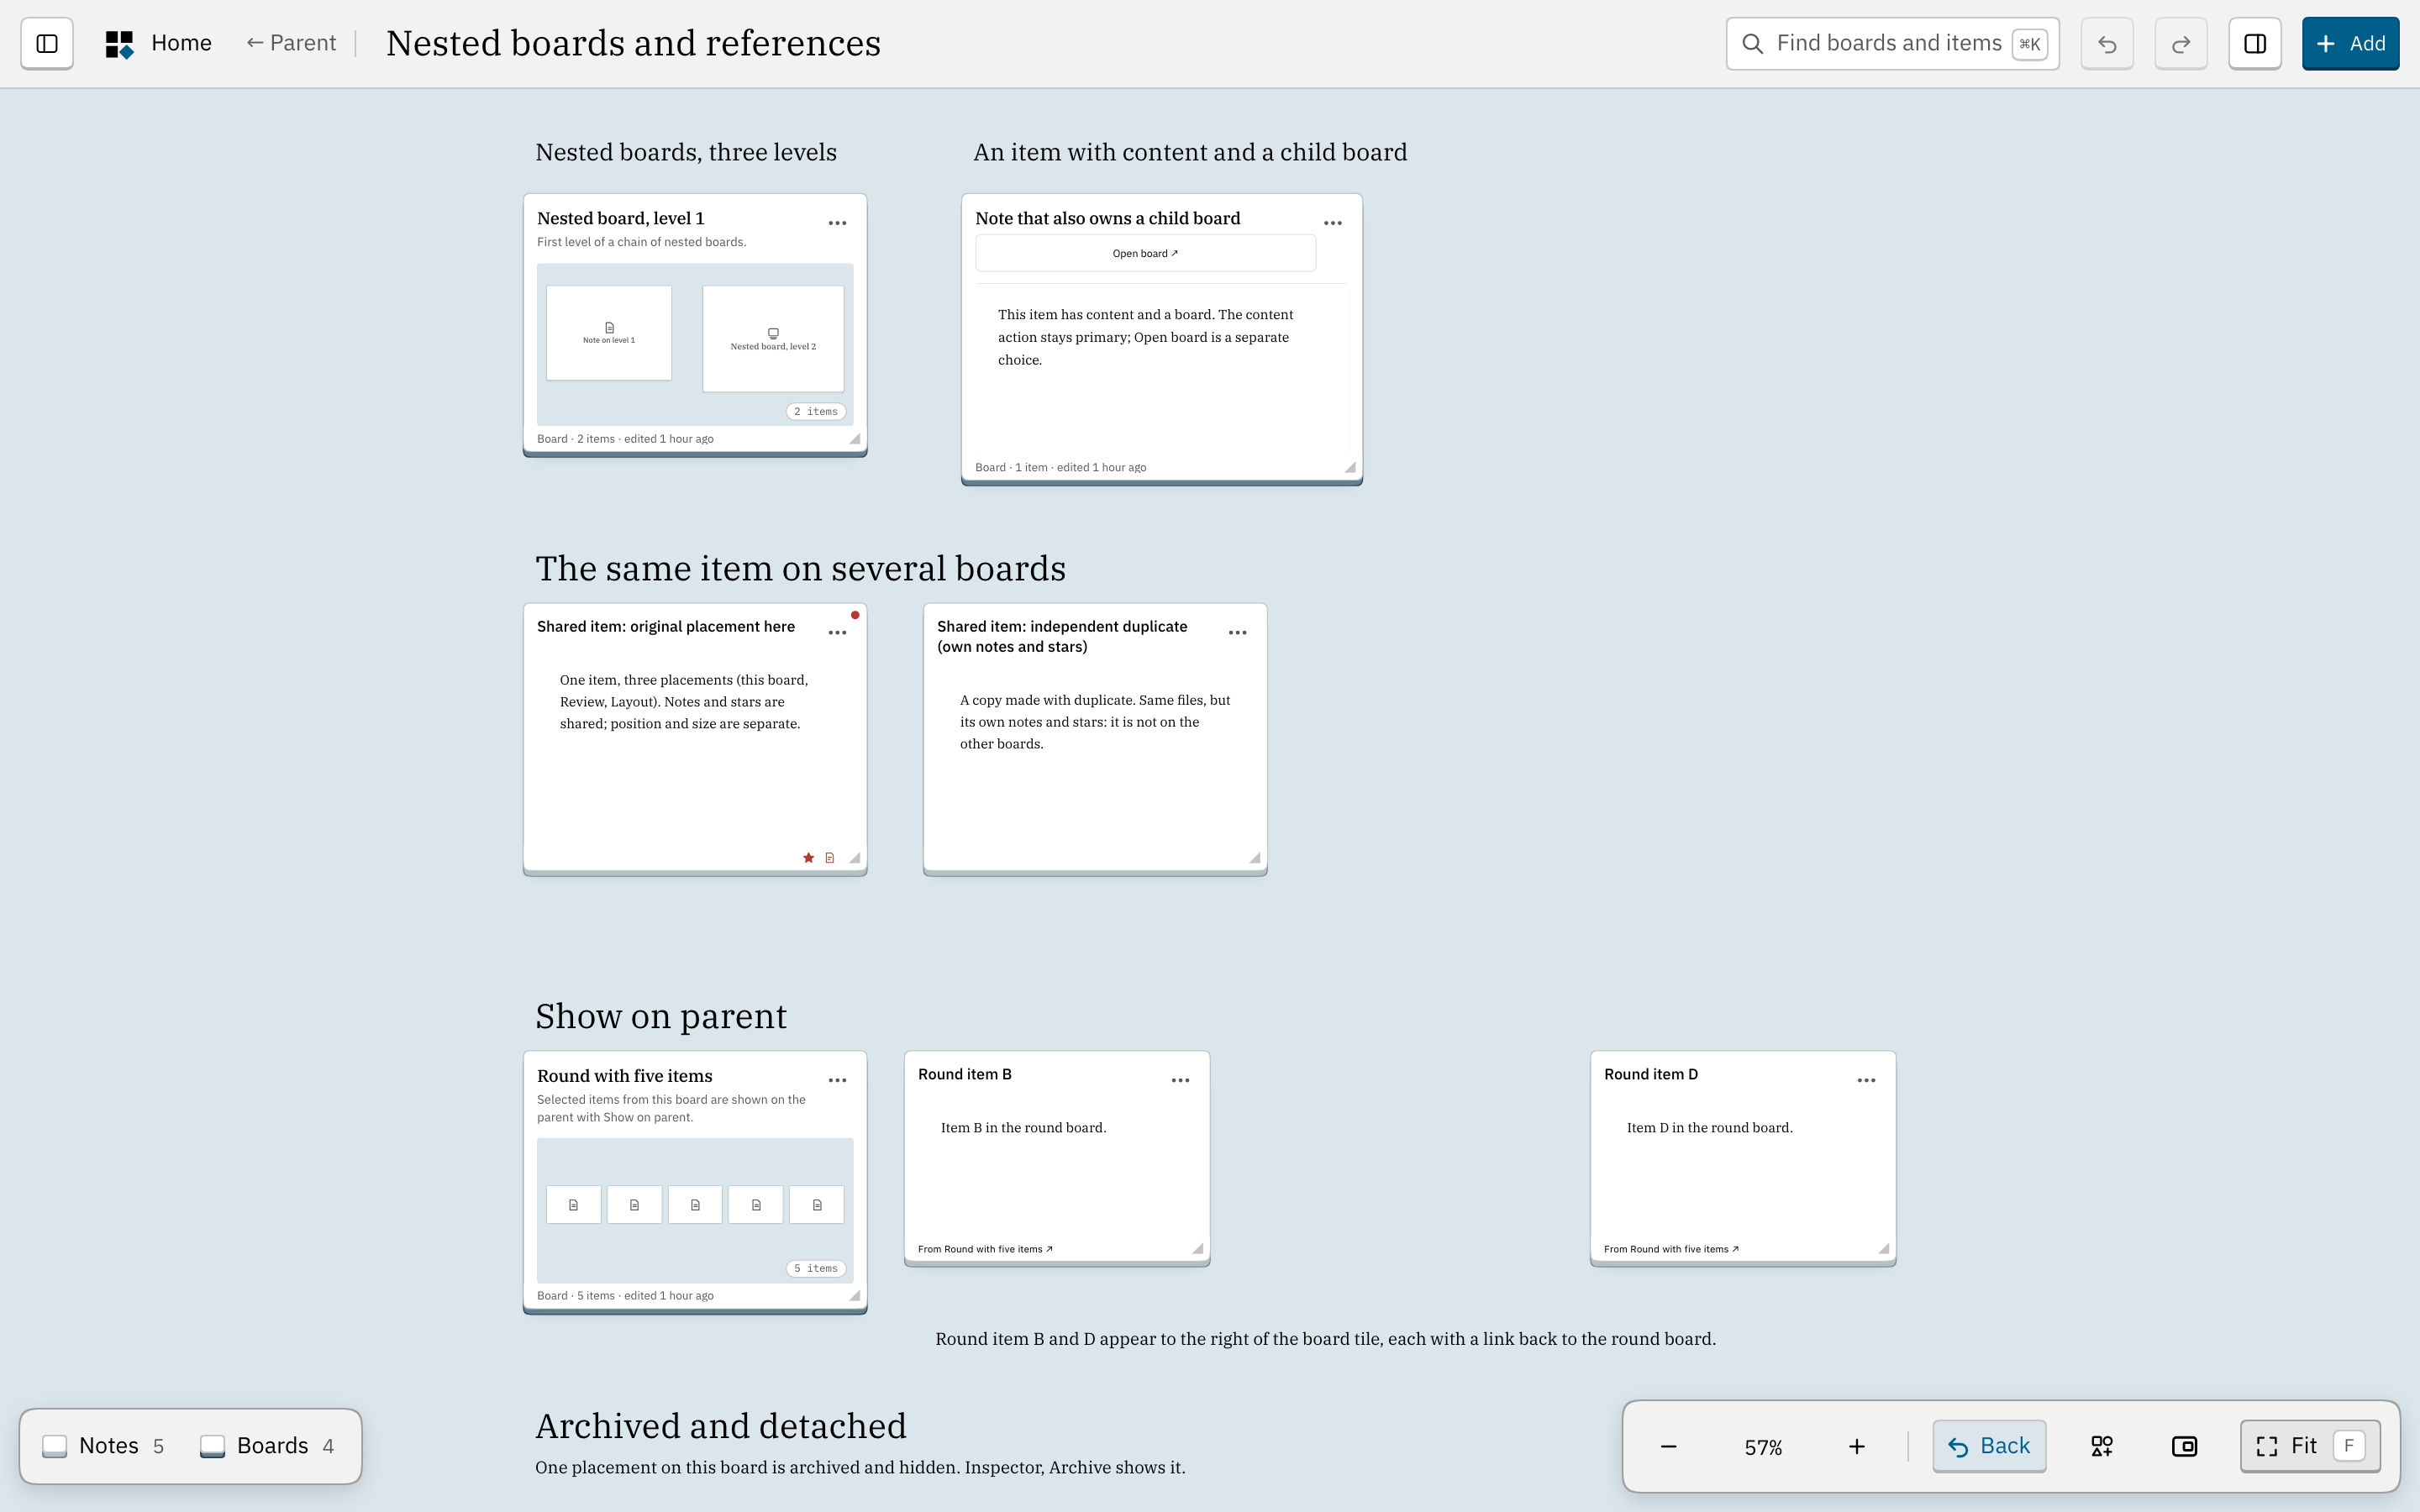 Home
← Parent
Nested boards and references
Find boards and items ⌘K
Add
Nested boards, three levels
An item with content and a child board
Nested board, level 1
First level of a chain of nested boards.
Note on level 1
Nested board, level 2
2 items
Board · 2 items · edited 1 hour ago
Note that also owns a child board
Open board ↗
This item has content and a board. The content
action stays primary; Open board is a separate
choice.
Board · 1 item · edited 1 hour ago
The same item on several boards
Shared item: original placement here
One item, three placements (this board,
Review, Layout). Notes and stars are
shared; position and size are separate.
Shared item: independent duplicate
(own notes and stars)
A copy made with duplicate. Same files, but
its own notes and stars: it is not on the
other boards.
Show on parent
Round with five items
Selected items from this board are shown on the
parent with Show on parent.
5 items
Board · 5 items · edited 1 hour ago
Round item B
Item B in the round board.
From Round with five items ↗
Round item D
Item D in the round board.
From Round with five items ↗
Round item B and D appear to the right of the board tile, each with a link back to the round board.
Archived and detached
One placement on this board is archived and hidden. Inspector, Archive shows it.
Notes 5
Boards 4
57%
Back
Fit F